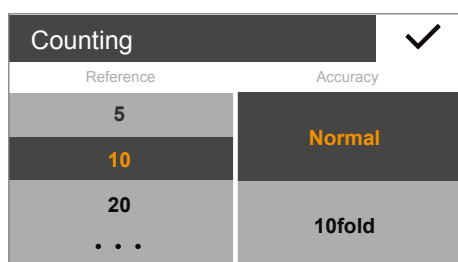 Counting
Reference Accuracy
5
Normal
10
20
10fold
• • •